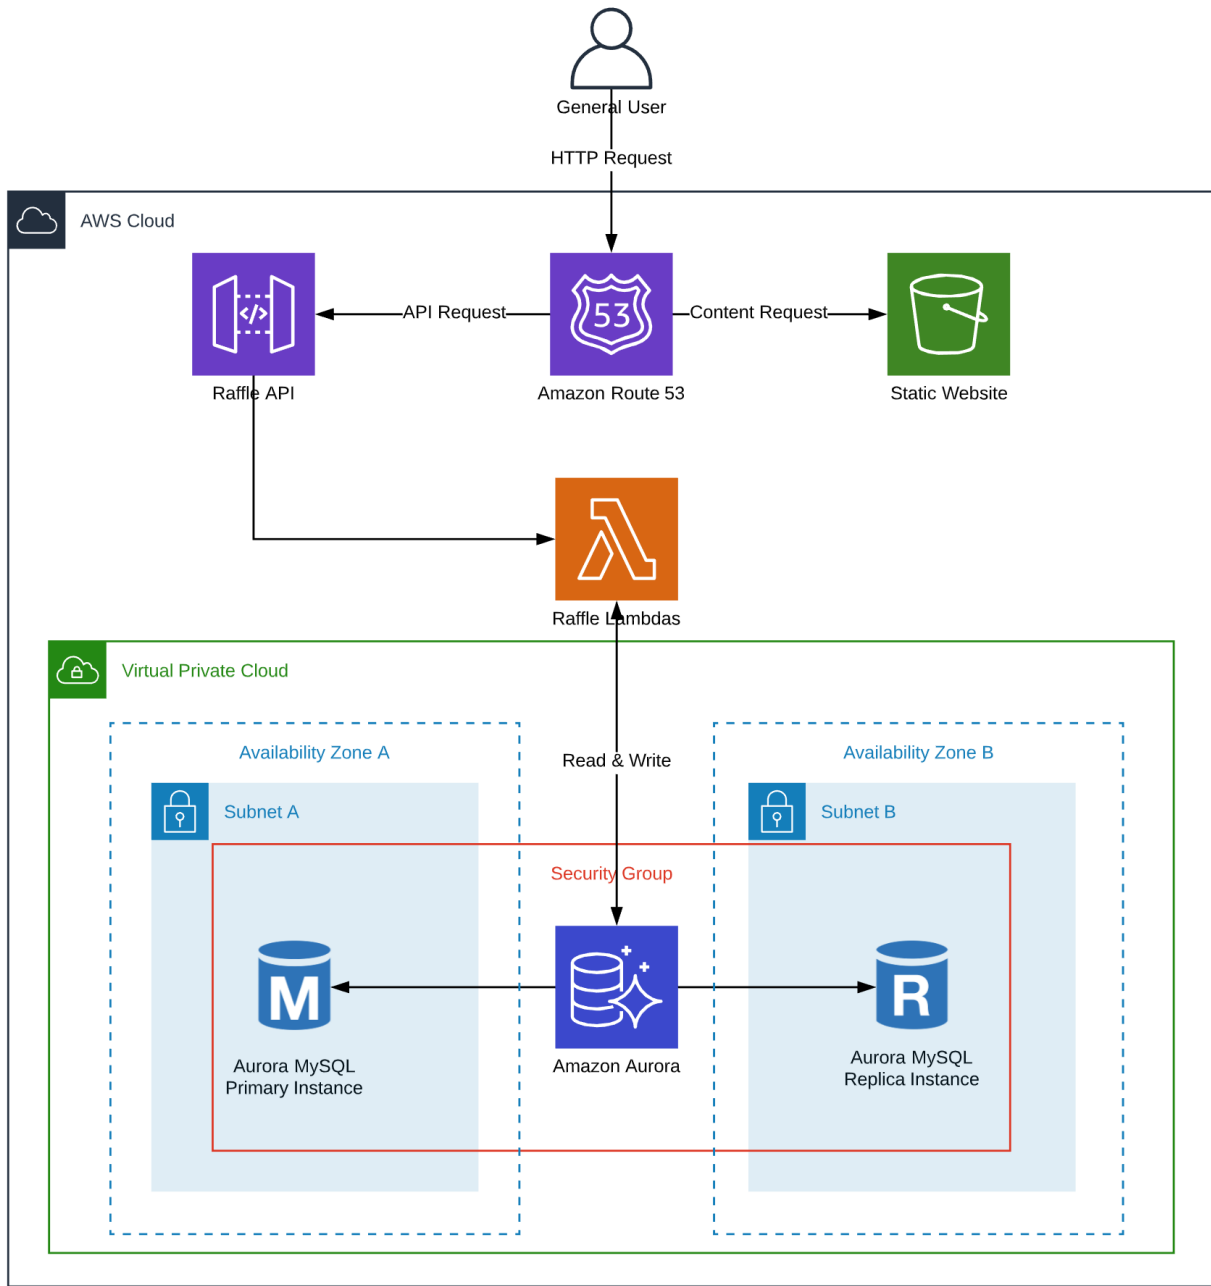 General User
HTTP Request
AWS Cloud
</>
53
API Request
Content Request
Raffle API
Amazon Route 53
Static Website
Raffle Lambdas
Virtual Private Cloud
Availability Zone A
Availability Zone B
Read & Write
Subnet A
Subnet B
Security Group
M
R
Aurora MySQL
Primary Instance
Amazon Aurora
Aurora MySQL
Replica Instance